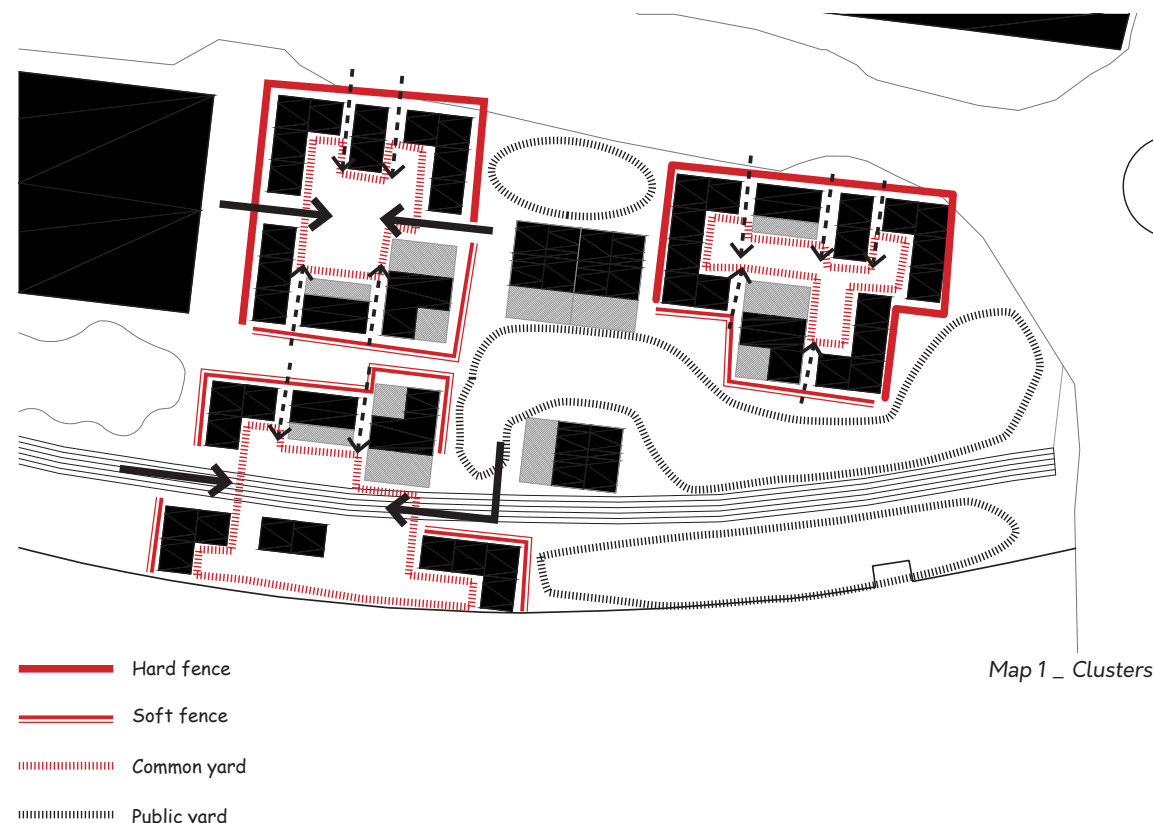 Hard fence
Map 1 _ Clusters
Soft fence
Common yard
Public yard